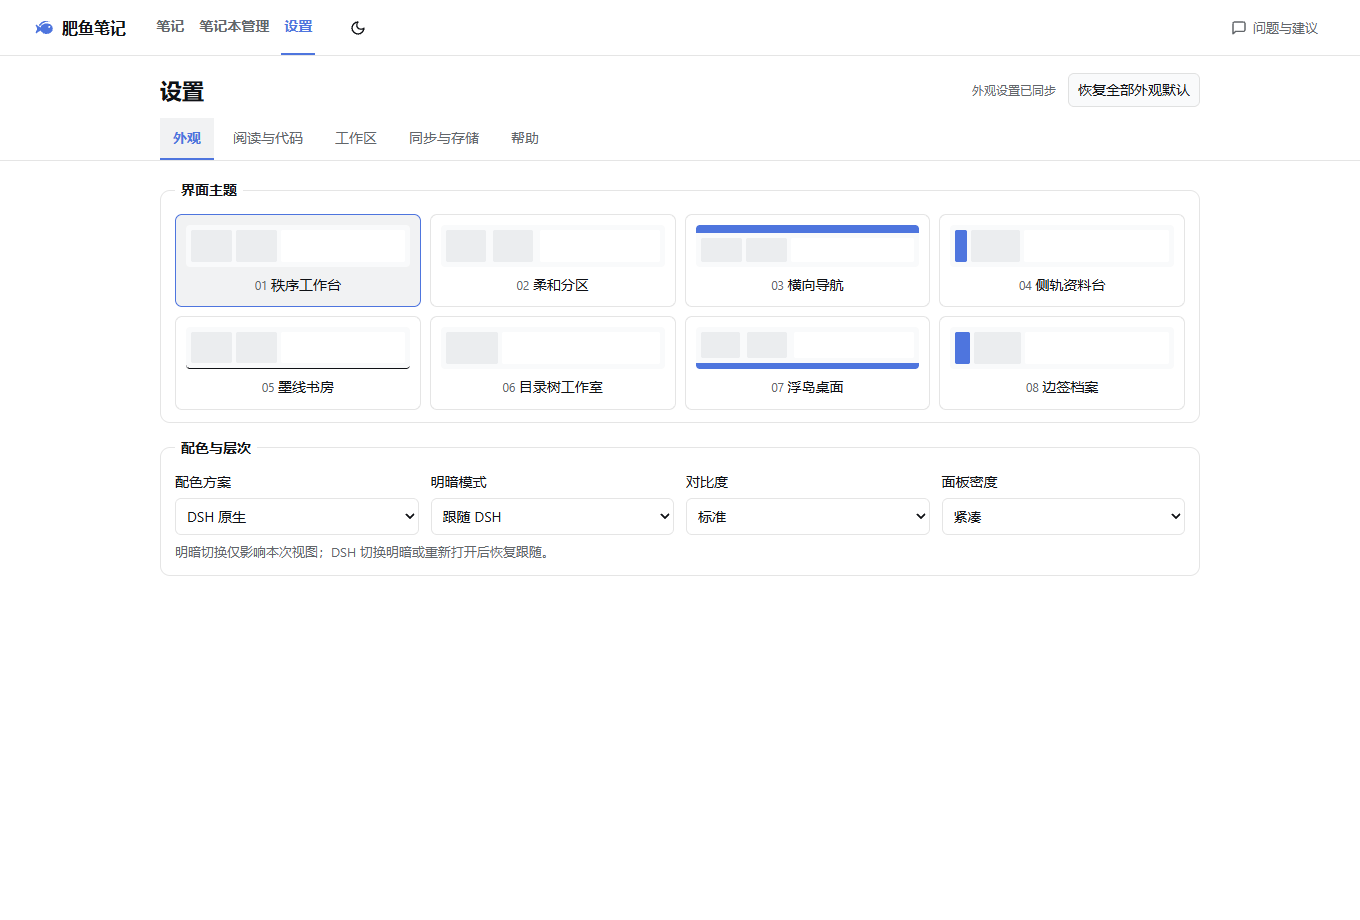 肥鱼笔记 笔记 笔记本管理 设置 问题与建议
设置 外观设置已同步 恢复全部外观默认
外观 阅读与代码 工作区 同步与存储 帮助
界面主题
01 秩序工作台 02 柔和分区 03 横向导航 04 侧轨资料台
05 墨线书房 06 目录树工作室 07 浮岛桌面 08 边签档案
配色与层次
配色方案 明暗模式 对比度 面板密度
DSH 原生 跟随 DSH 标准 紧凑
明暗切换仅影响本次视图；DSH 切换明暗或重新打开后恢复跟随。